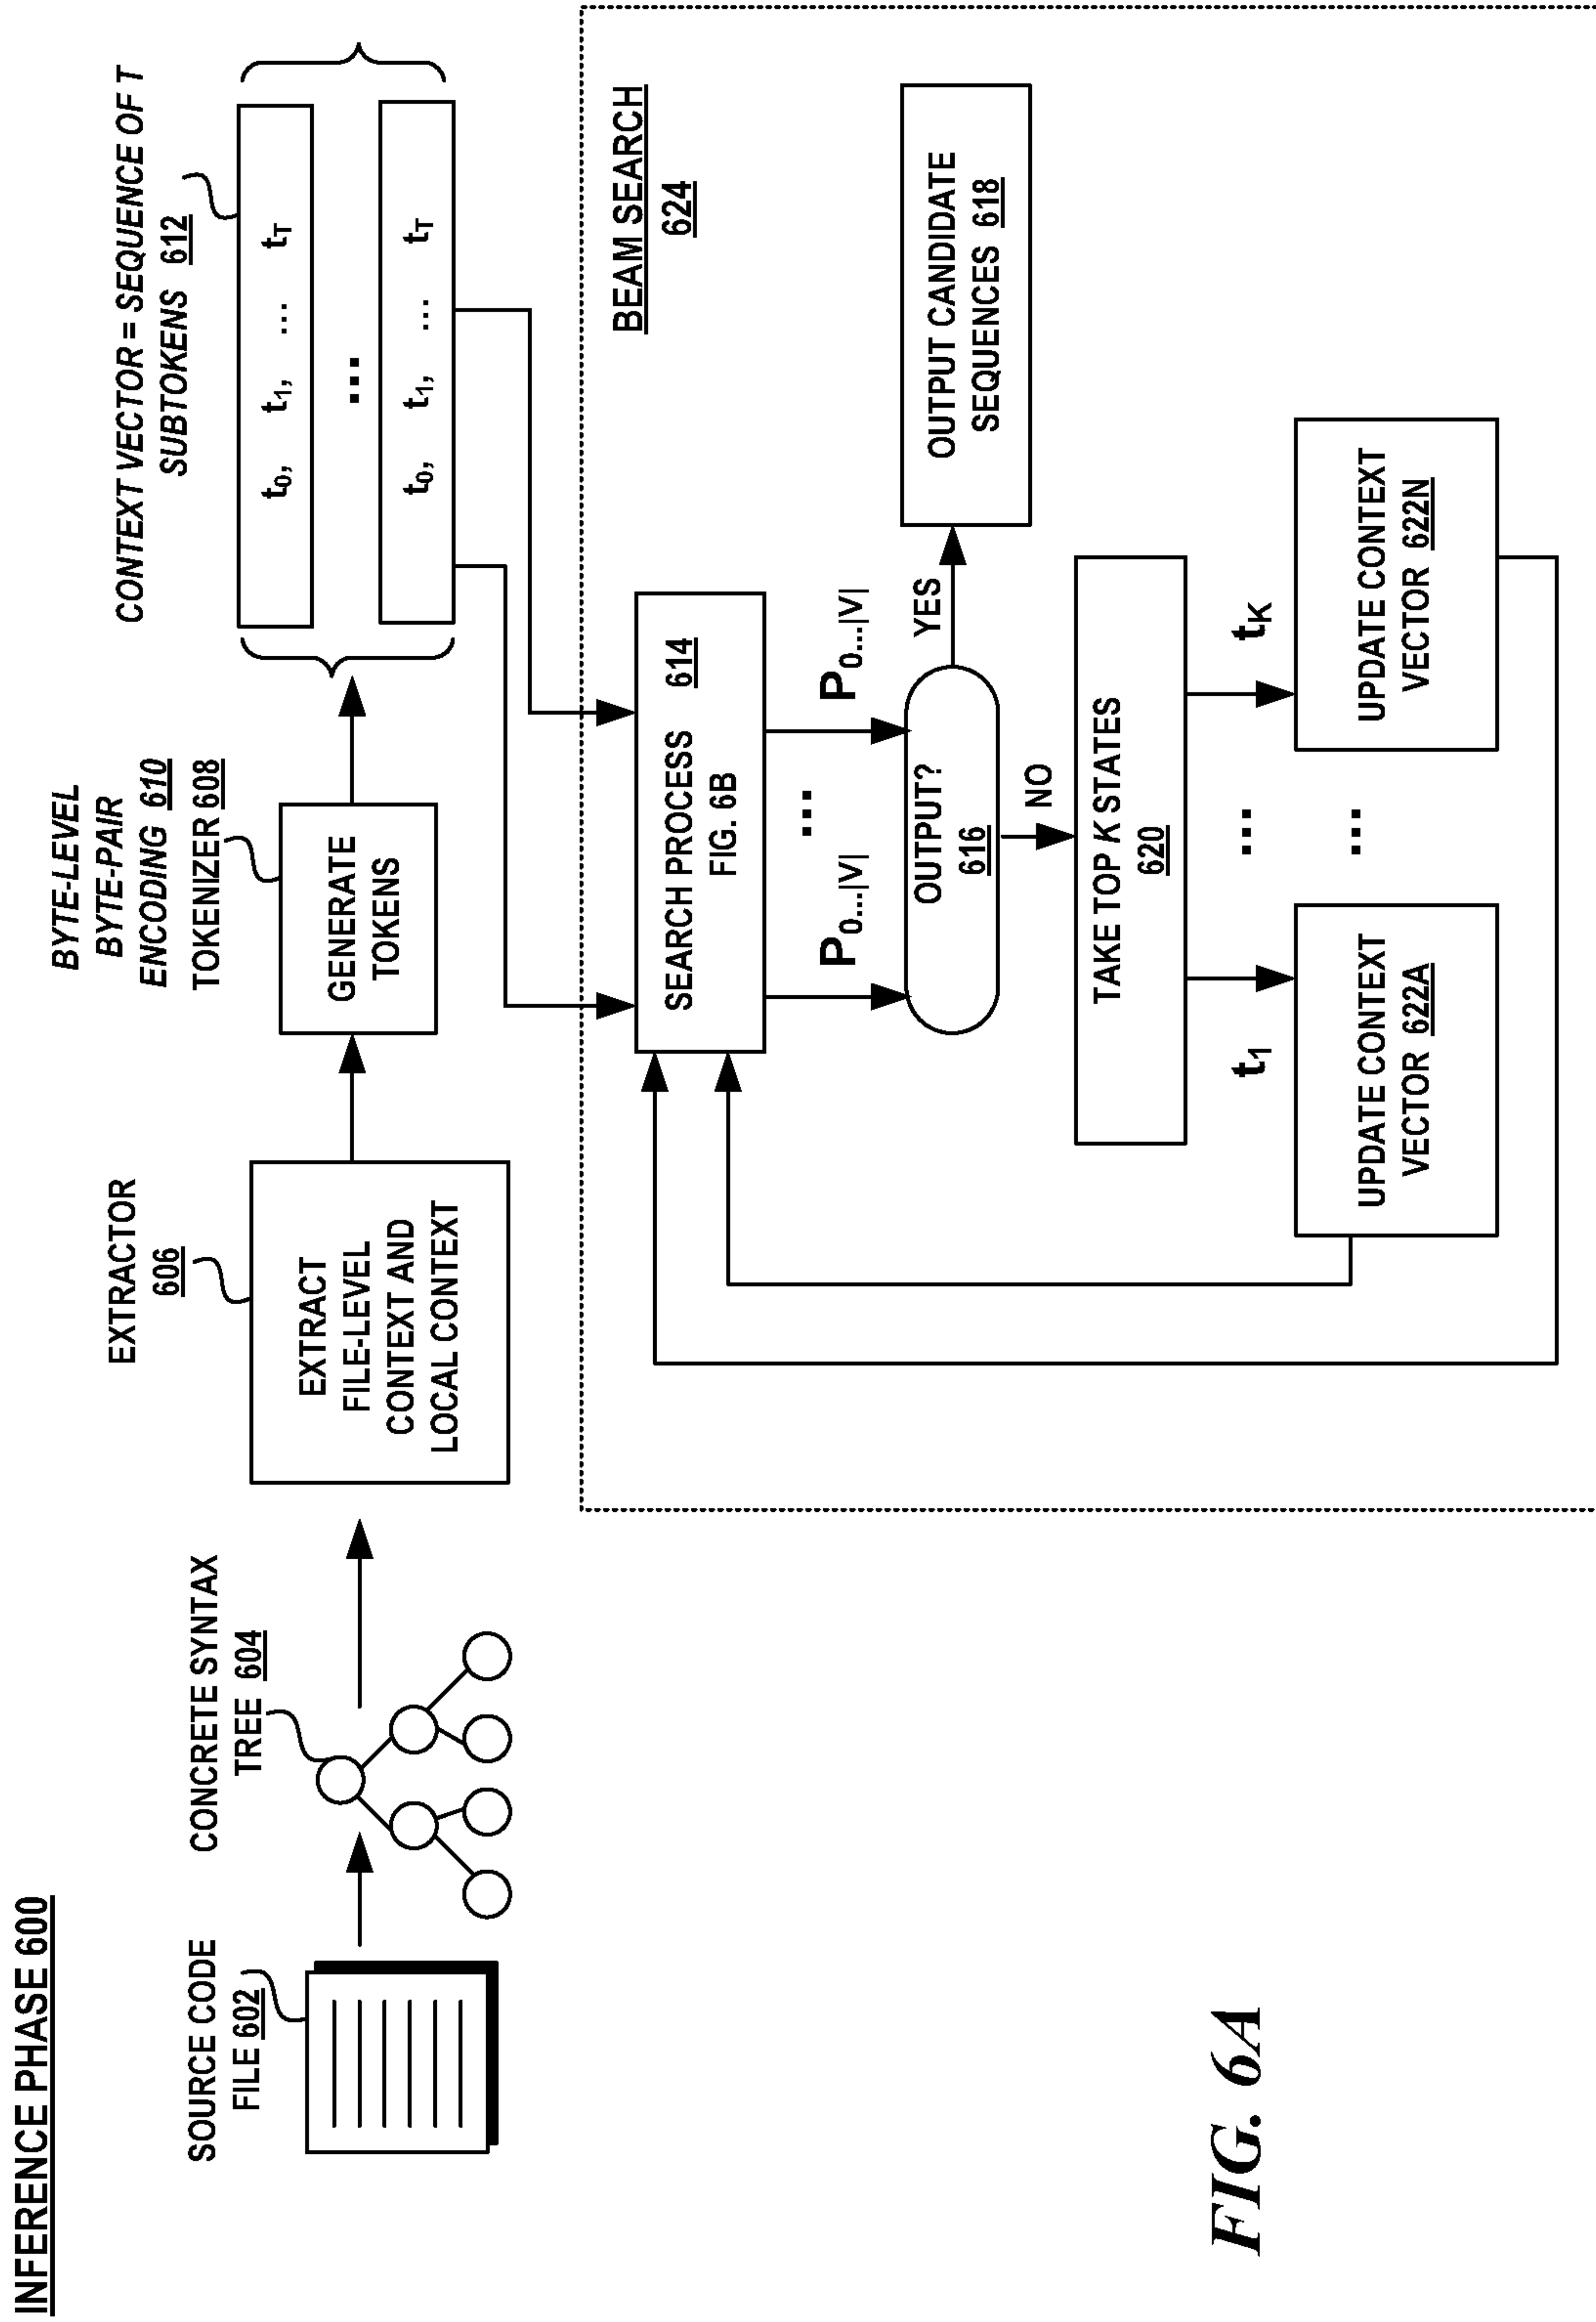 INFERENCE PHASE 600
SOURCE CODE
FILE 602
CONCRETE SYNTAX
TREE 604
EXTRACTOR
606
EXTRACT
FILE-LEVEL
CONTEXT AND
LOCAL CONTEXT
BYTE-LEVEL
BYTE-PAIR
ENCODING 610
TOKENIZER 608
GENERATE
TOKENS
CONTEXT VECTOR = SEQUENCE OF T
SUBTOKENS 612
t0, t1, ... tT
...
t0, t1, ... tT
BEAM SEARCH
624
SEARCH PROCESS 614
FIG. 6B
P0...|V| ... P0...|V|
OUTPUT?
616
YES
OUTPUT CANDIDATE
SEQUENCES 618
NO
TAKE TOP K STATES
620
t1 ... tK
UPDATE CONTEXT
VECTOR 622A
...
UPDATE CONTEXT
VECTOR 622N
FIG. 6A